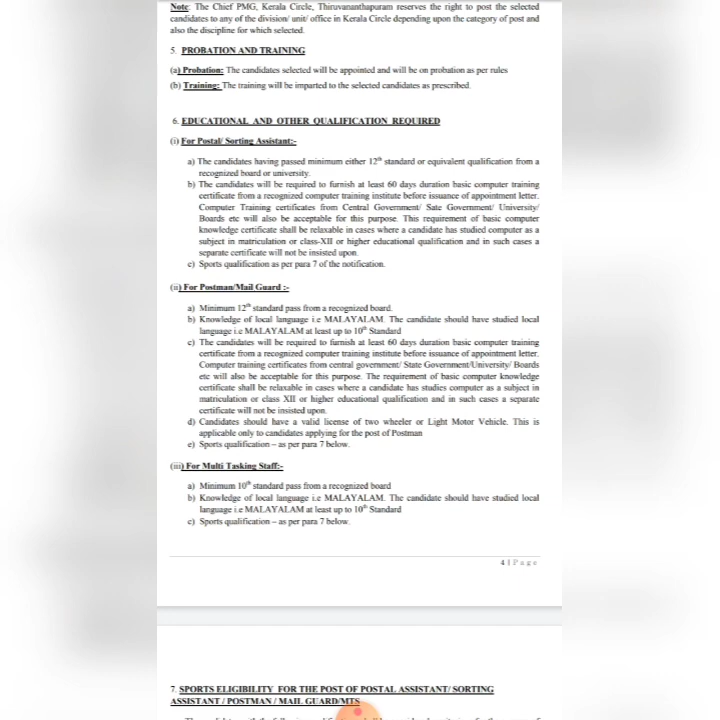 Note: The Chief PMG, Kerala Circle, Thiruvananthapuram reserves the right to post the selected
candidates to any of the division/ unit/ office in Kerala Circle depending upon the category of post and
also the discipline for which selected.
5. PROBATION AND TRAINING
(a) Probation: The candidates selected will be appointed and will be on probation as per rules
(b) Training: The training will be imparted to the selected candidates as prescribed.
6. EDUCATIONAL AND OTHER QUALIFICATION REQUIRED
(i) For Postal/ Sorting Assistant:-
a) The candidates having passed minimum either 12th standard or equivalent qualification from a
recognized board or university.
b) The candidates will be required to furnish at least 60 days duration basic computer training
certificate from a recognized computer training institute before issuance of appointment letter.
Computer Training certificates from Central Government/ Sate Government/ University/
Boards etc will also be acceptable for this purpose. This requirement of basic computer
knowledge certificate shall be relaxable in cases where a candidate has studied computer as a
subject in matriculation or class-XII or higher educational qualification and in such cases a
separate certificate will not be insisted upon.
c) Sports qualification as per para 7 of the notification.
(ii) For Postman/Mail Guard :-
a) Minimum 12th standard pass from a recognized board.
b) Knowledge of local language i.e MALAYALAM. The candidate should have studied local
language i.e MALAYALAM at least up to 10th Standard
c) The candidates will be required to furnish at least 60 days duration basic computer training
certificate from a recognized computer training institute before issuance of appointment letter.
Computer training certificates from central government/ State Government/University/ Boards
etc will also be acceptable for this purpose. The requirement of basic computer knowledge
certificate shall be relaxable in cases where a candidate has studies computer as a subject in
matriculation or class XII or higher educational qualification and in such cases a separate
certificate will not be insisted upon.
d) Candidates should have a valid license of two wheeler or Light Motor Vehicle. This is
applicable only to candidates applying for the post of Postman
e) Sports qualification – as per para 7 below.
(iii) For Multi Tasking Staff:-
a) Minimum 10th standard pass from a recognized board
b) Knowledge of local language i.e MALAYALAM. The candidate should have studied local
language i.e MALAYALAM at least up to 10th Standard
c) Sports qualification – as per para 7 below.
4 | Page
7. SPORTS ELIGIBILITY FOR THE POST OF POSTAL ASSISTANT/ SORTING
ASSISTANT / POSTMAN / MAIL GUARD/MTS